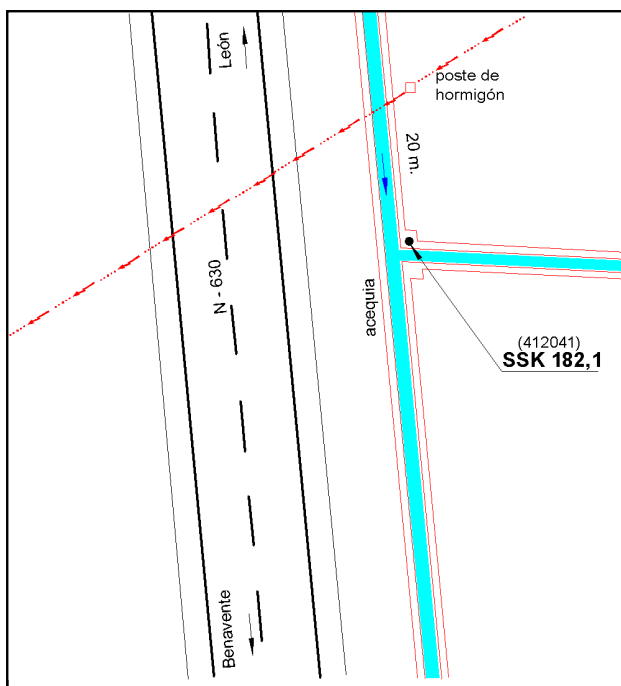 León
poste de
hormigón
20 m.
N - 630
acequia
(412041)
SSK 182,1
Benavente